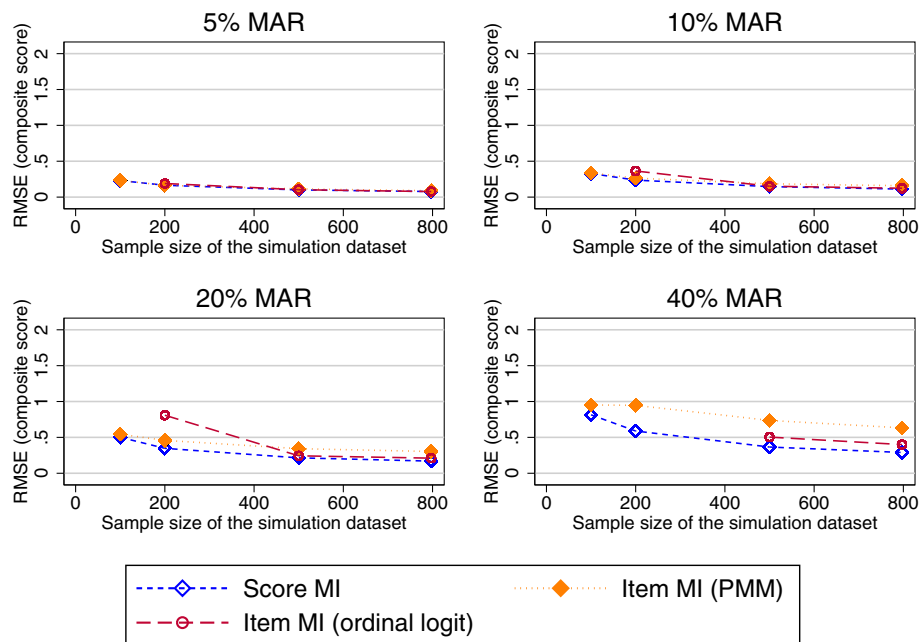 5% MAR
RMSE (composite score)
0 .5 1 1.5 2
0 200 400 600 800
Sample size of the simulation dataset
10% MAR
RMSE (composite score)
0 .5 1 1.5 2
0 200 400 600 800
Sample size of the simulation dataset
20% MAR
RMSE (composite score)
0 .5 1 1.5 2
0 200 400 600 800
Sample size of the simulation dataset
40% MAR
RMSE (composite score)
0 .5 1 1.5 2
0 200 400 600 800
Sample size of the simulation dataset
Score MI
Item MI (PMM)
Item MI (ordinal logit)